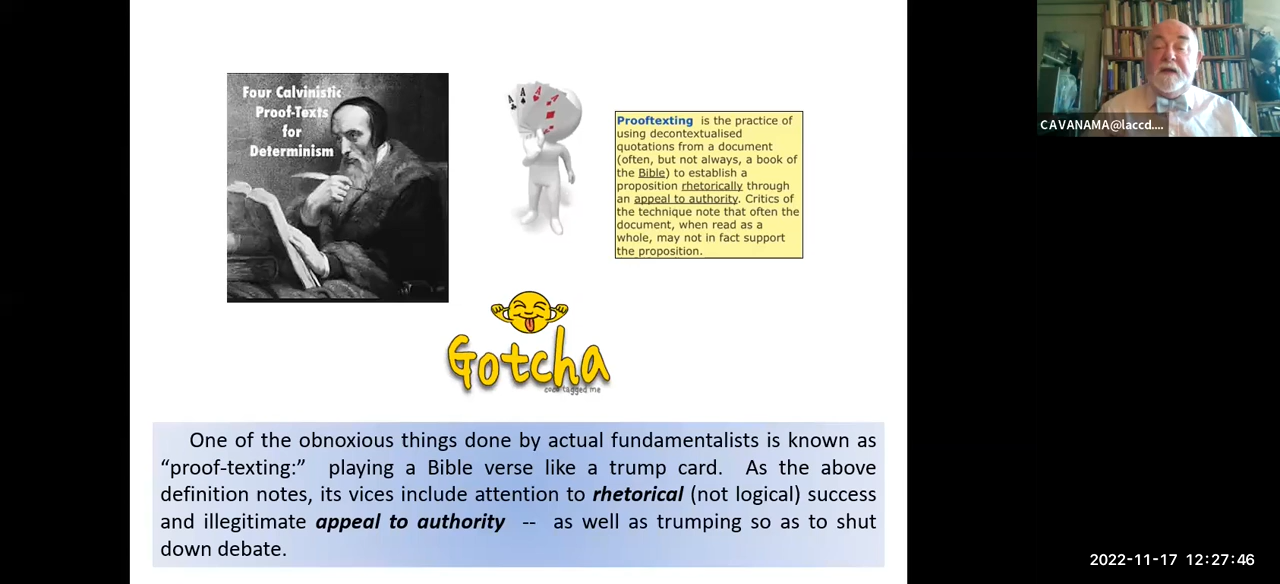 Four Calvinistic
Proof-Texts
for
Determinism
Prooftexting is the practice of
using decontextualised
quotations from a document
(often, but not always, a book of
the Bible) to establish a
proposition rhetorically through
an appeal to authority. Critics of
the technique note that often the
document, when read as a
whole, may not in fact support
the proposition.
Gotcha
tagged me
One of the obnoxious things done by actual fundamentalists is known as
“proof-texting:” playing a Bible verse like a trump card. As the above
definition notes, its vices include attention to rhetorical (not logical) success
and illegitimate appeal to authority -- as well as trumping so as to shut
down debate.
CAVANAMA@laccd....
2022-11-17 12:27:46